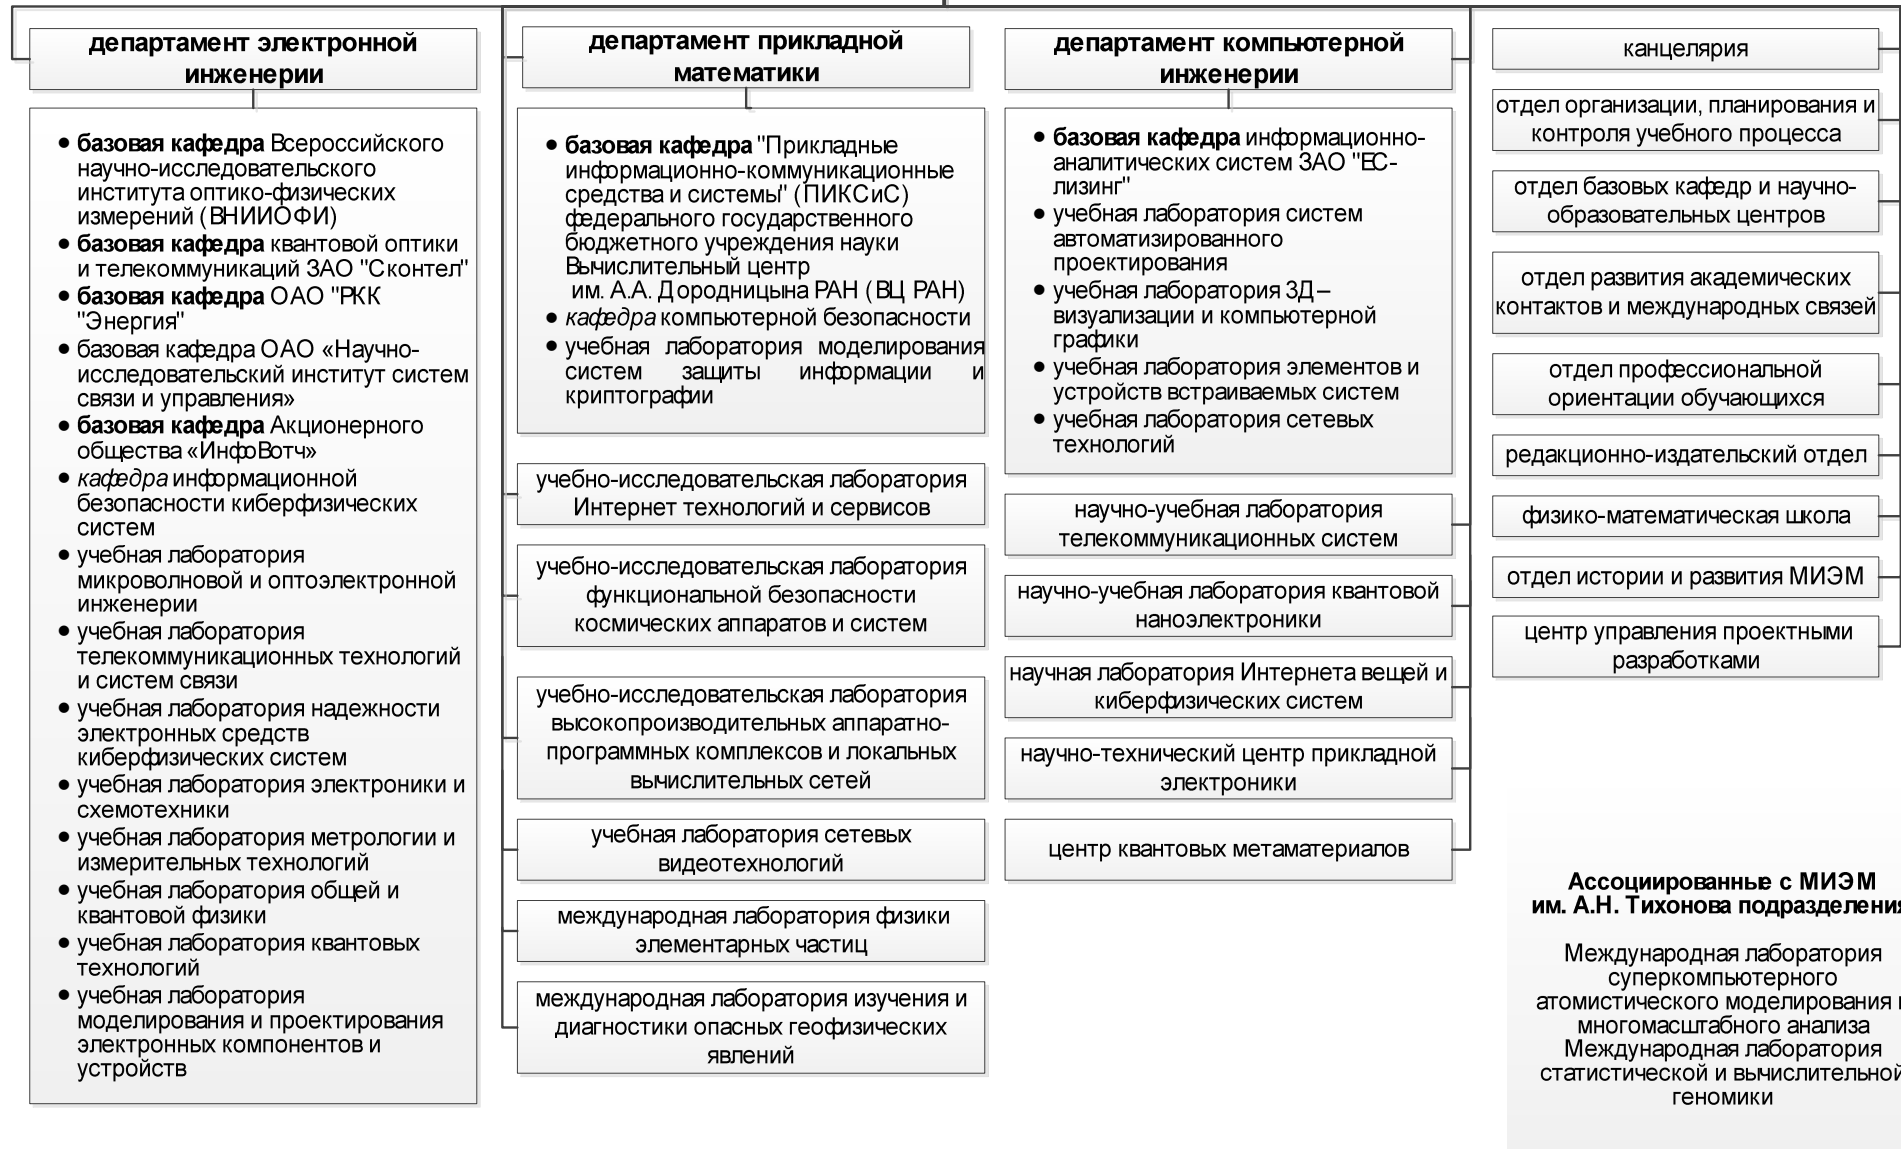 департамент электронной
инженерии
• базовая кафедра Всероссийского
научно-исследовательского
института оптико-физических
измерений (ВНИИОФИ)
• базовая кафедра квантовой оптики
и телекоммуникаций ЗАО "Сконтел"
• базовая кафедра ОАО "РКК
"Энергия"
• базовая кафедра ОАО «Научно-
исследовательский институт систем
связи и управления»
• базовая кафедра Акционерного
общества «ИнфоВотч»
• кафедра информационной
безопасности киберфизических
систем
• учебная лаборатория
микроволновой и оптоэлектронной
инженерии
• учебная лаборатория
телекоммуникационных технологий
и систем связи
• учебная лаборатория надежности
электронных средств
киберфизических систем
• учебная лаборатория электроники и
схемотехники
• учебная лаборатория метрологии и
измерительных технологий
• учебная лаборатория общей и
квантовой физики
• учебная лаборатория квантовых
технологий
• учебная лаборатория
моделирования и проектирования
электронных компонентов и
устройств
департамент прикладной
математики
• базовая кафедра "Прикладные
информационно-коммуникационные
средства и системы" (ПИКСиС)
федерального государственного
бюджетного учреждения науки
Вычислительный центр
им. А.А. Дородницына РАН (ВЦ РАН)
• кафедра компьютерной безопасности
• учебная лаборатория моделирования
систем защиты информации и
криптографии
учебно-исследовательская лаборатория
Интернет технологий и сервисов
учебно-исследовательская лаборатория
функциональной безопасности
космических аппаратов и систем
учебно-исследовательская лаборатория
высокопроизводительных аппаратно-
программных комплексов и локальных
вычислительных сетей
учебная лаборатория сетевых
видеотехнологий
международная лаборатория физики
элементарных частиц
международная лаборатория изучения и
диагностики опасных геофизических
явлений
департамент компьютерной
инженерии
• базовая кафедра информационно-
аналитических систем ЗАО "ЕС-
лизинг"
• учебная лаборатория систем
автоматизированного
проектирования
• учебная лаборатория 3Д –
визуализации и компьютерной
графики
• учебная лаборатория элементов и
устройств встраиваемых систем
• учебная лаборатория сетевых
технологий
научно-учебная лаборатория
телекоммуникационных систем
научно-учебная лаборатория квантовой
наноэлектроники
научная лаборатория Интернета вещей и
киберфизических систем
научно-технический центр прикладной
электроники
центр квантовых метаматериалов
канцелярия
отдел организации, планирования и
контроля учебного процесса
отдел базовых кафедр и научно-
образовательных центров
отдел развития академических
контактов и международных связей
отдел профессиональной
ориентации обучающихся
редакционно-издательский отдел
физико-математическая школа
отдел истории и развития МИЭМ
центр управления проектными
разработками
Ассоциированные с МИЭМ
им. А.Н. Тихонова подразделения
Международная лаборатория
суперкомпьютерного
атомистического моделирования
многомасштабного анализа
Международная лаборатория
статистической и вычислительной
геномики